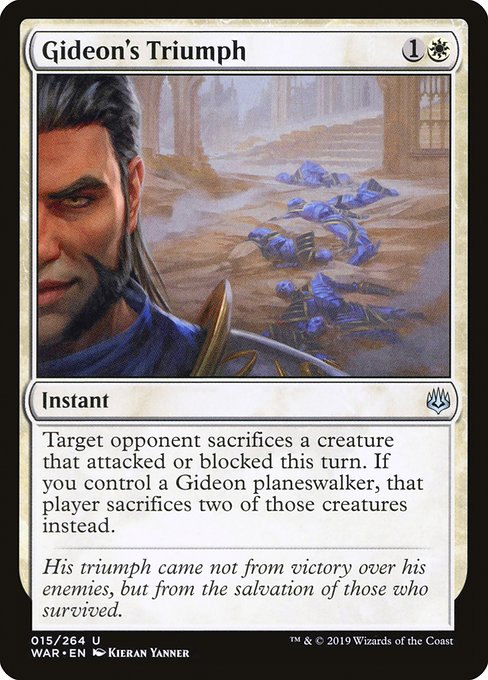 Gideon's Triumph 1
Instant
Target opponent sacrifices a creature
that attacked or blocked this turn. If
you control a Gideon planeswalker, that
player sacrifices two of those creatures
instead.
His triumph came not from victory over his
enemies, but from the salvation of those who
survived.
015/264 U
WAR • EN Kieran Yanner
™ & © 2019 Wizards of the Coast